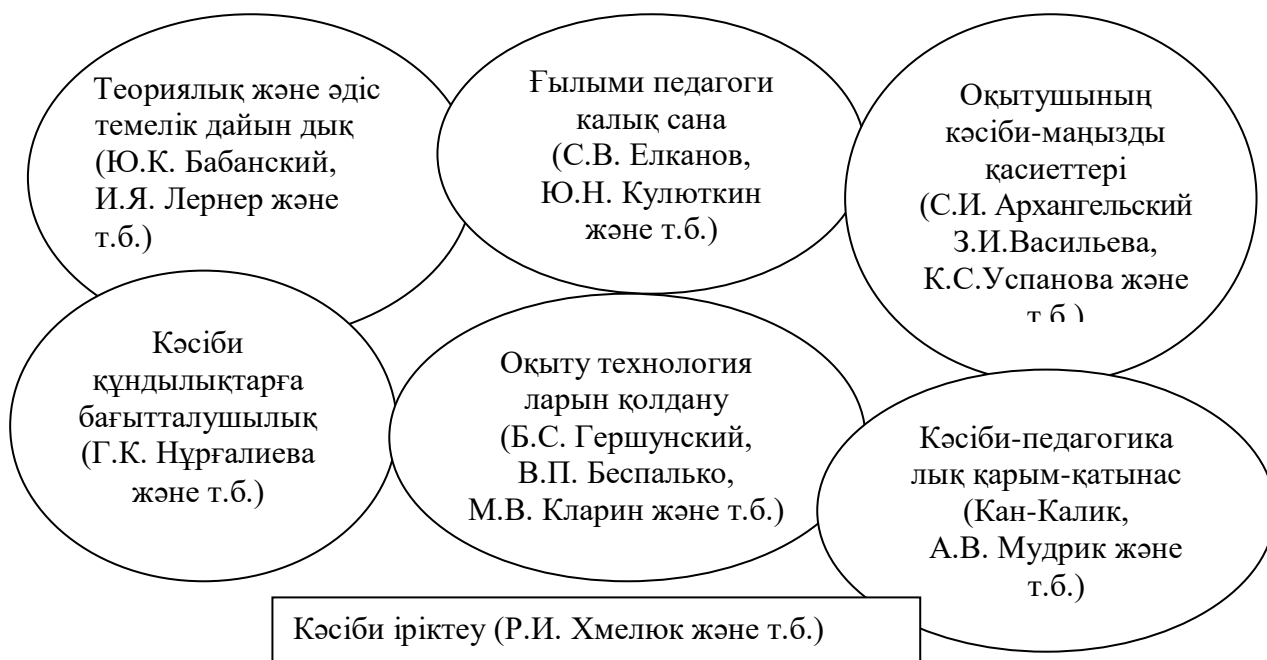 Теориялық және әдіс
темелік дайын дық
(Ю.К. Бабанский,
И.Я. Лернер және
т.б.)
Ғылыми педагоги
калық сана
(С.В. Елканов,
Ю.Н. Кулюткин
және т.б.)
Оқытушының
кәсіби-маңызды
қасиеттері
(С.И. Архангельский
З.И.Васильева,
К.С.Успанова және
т.б.)
Кәсіби
құндылықтарға
бағытталушылық
(Г.К. Нұрғалиева
және т.б.)
Оқыту технология
ларын қолдану
(Б.С. Гершунский,
В.П. Беспалько,
М.В. Кларин және т.б.)
Кәсіби-педагогика
лық қарым-қатынас
(Кан-Калик,
А.В. Мудрик және
т.б.)
Кәсіби іріктеу (Р.И. Хмелюк және т.б.)